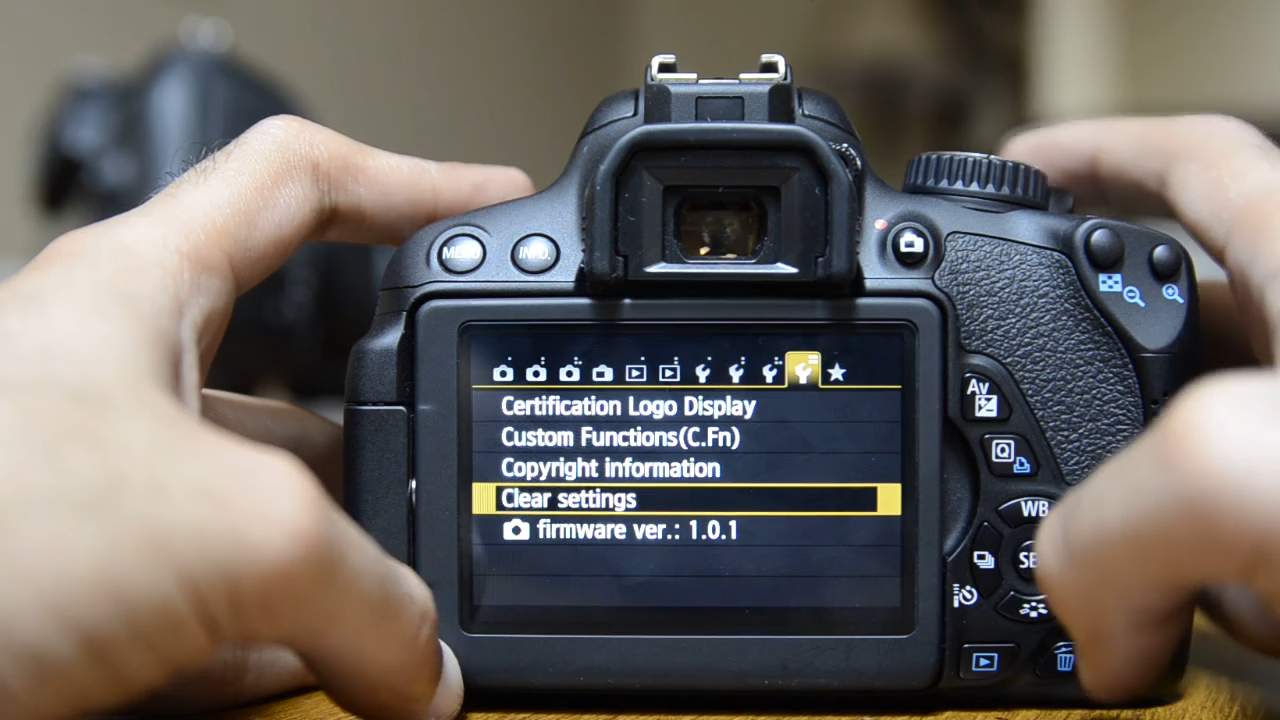 MENU
INFO.
Certification Logo Display
Custom Functions(C.Fn)
Copyright information
Clear settings
firmware ver.: 1.0.1
Av
Q
WB